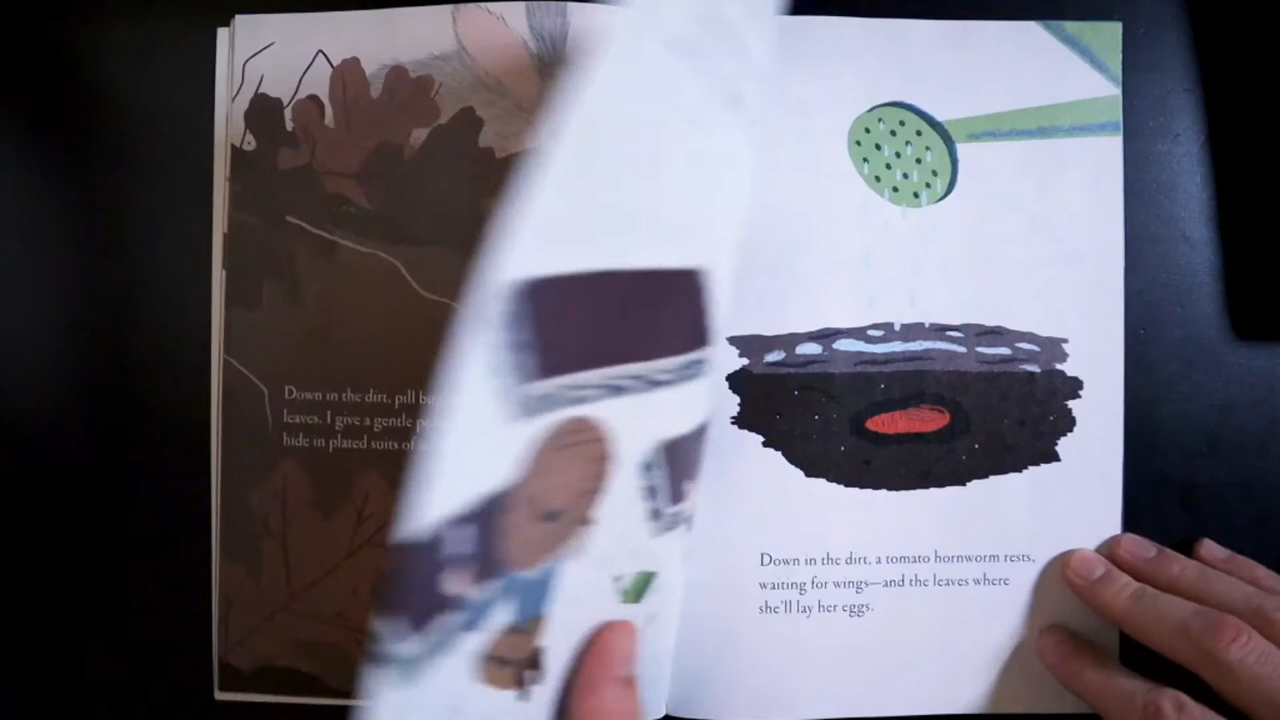 Down in the dirt, pill
leaves. I give a gentle
hide in plated suits of
Down in the dirt, a tomato hornworm rests,
waiting for wings—and the leaves where
she'll lay her eggs.